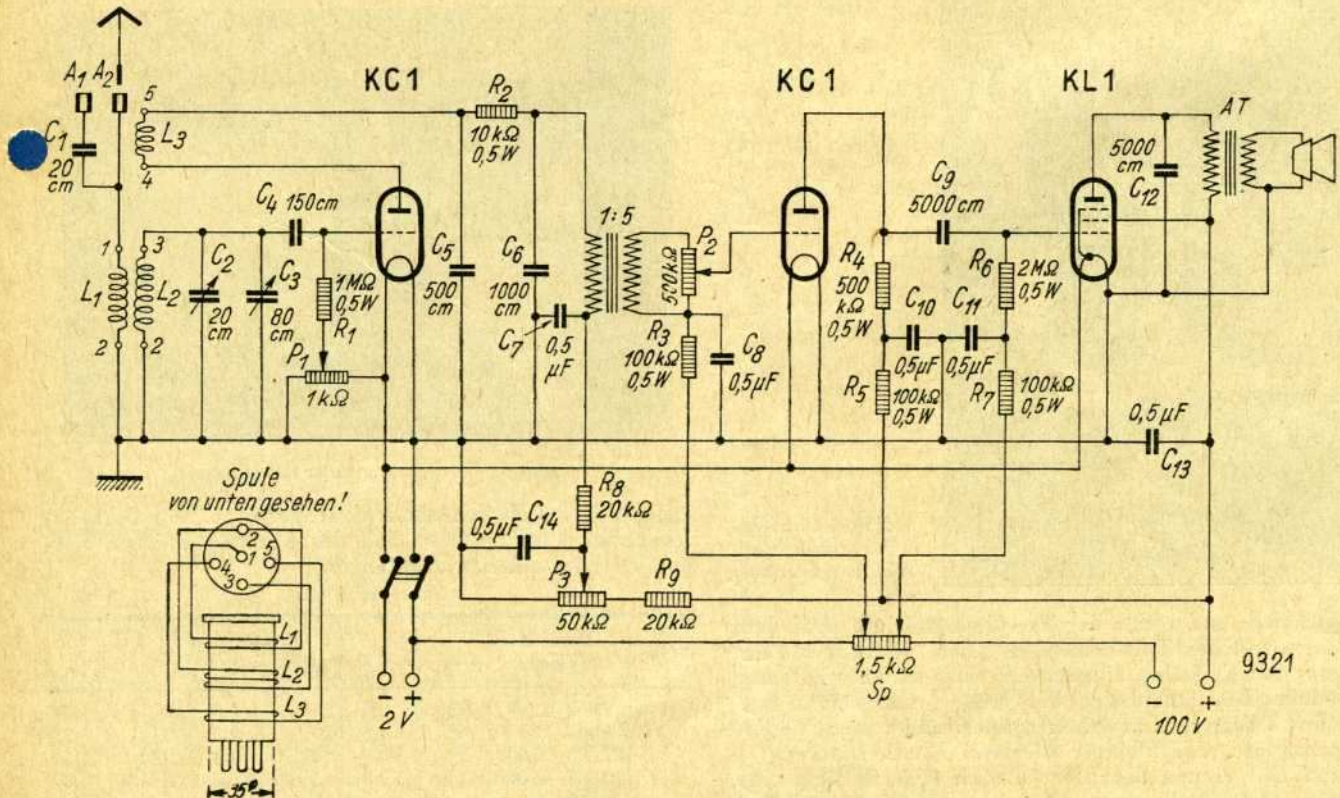 A1 A2
5
KC1
R2
10kΩ
0,5W
KC1
KL1
AT
C1
20
cm
L3
4
C4 150cm
5000
cm
C12
C9
5000cm
1:5
1
3
C2
20
cm
C3
80
cm
L1
L2
2
2
1MΩ
0,5W
R1
P1
1kΩ
C5
500
cm
C6
1000
cm
C7
0,5
μF
P2
500kΩ
R3
100kΩ
0,5W
C8
0,5μF
R4
500
kΩ
0,5W
C10
0,5μF
C11
0,5μF
R6
2MΩ
0,5W
R5
100kΩ
0,5W
R7
100kΩ
0,5W
0,5μF
C13
Spule
von unten gesehen!
2
1
5
4
3
L1
L2
L3
35ø
R8
20kΩ
0,5μF
C14
P3
50kΩ
R9
20kΩ
- +
2V
1,5kΩ
Sp
- +
100V
9321